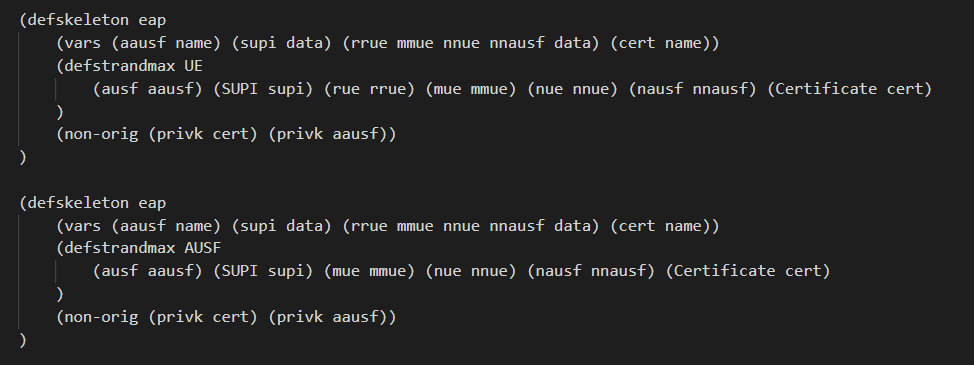 (defskeleton eap
    (vars (aausf name) (supi data) (rrue mmue nnue nnausf data) (cert name))
    (defstrandmax UE
        (ausf aausf) (SUPI supi) (rue rrue) (mue mmue) (nue nnue) (nausf nnausf) (Certificate cert)
    )
    (non-orig (privk cert) (privk aausf))
)

(defskeleton eap
    (vars (aausf name) (supi data) (rrue mmue nnue nnausf data) (cert name))
    (defstrandmax AUSF
        (ausf aausf) (SUPI supi) (mue mmue) (nue nnue) (nausf nnausf) (Certificate cert)
    )
    (non-orig (privk cert) (privk aausf))
)